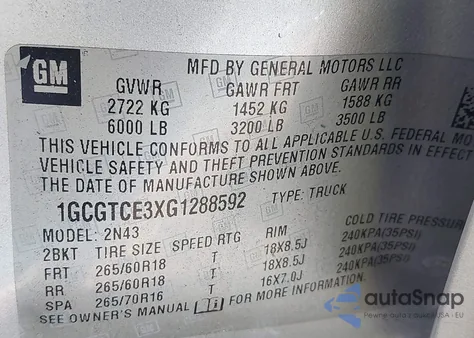 GM
MFD BY GENERAL MOTORS LLC
GVWR GAWR FRT GAWR RR
2722 KG 1452 KG 1588 KG
6000 LB 3200 LB 3500 LB
THIS VEHICLE CONFORMS TO ALL APPLICABLE U.S. FEDERAL MO
VEHICLE SAFETY AND THEFT PREVENTION STANDARDS IN EFFECT
THE DATE OF MANUFACTURE SHOWN ABOVE.
1GCGTCE3XG1288592 TYPE: TRUCK
MODEL: 2N43 COLD TIRE PRESSUR
2BKT TIRE SIZE SPEED RTG RIM 240KPA(35PSI)
FRT 265/60R18 T 18X8.5J 240KPA(35PSI)
RR 265/60R18 T 18X8.5J 240KPA(35PSI)
SPA 265/70R16 T 16X7.0J
SEE OWNER'S MANUAL FOR MORE INFORMATION.
autoSnap